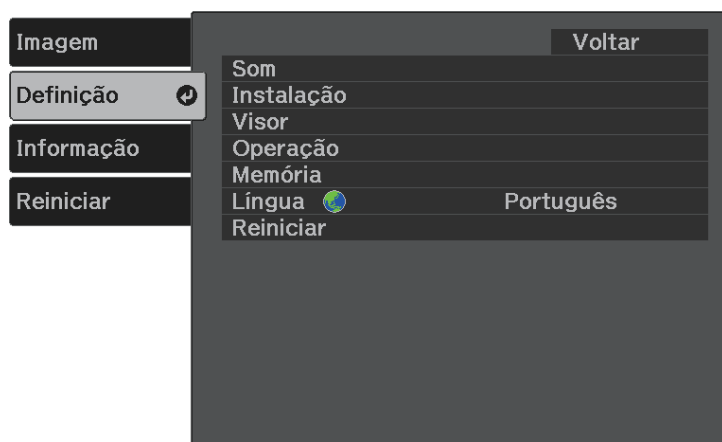 Imagem
Definição
Informação
Reiniciar
Voltar
Som
Instalação
Visor
Operação
Memória
Língua Português
Reiniciar